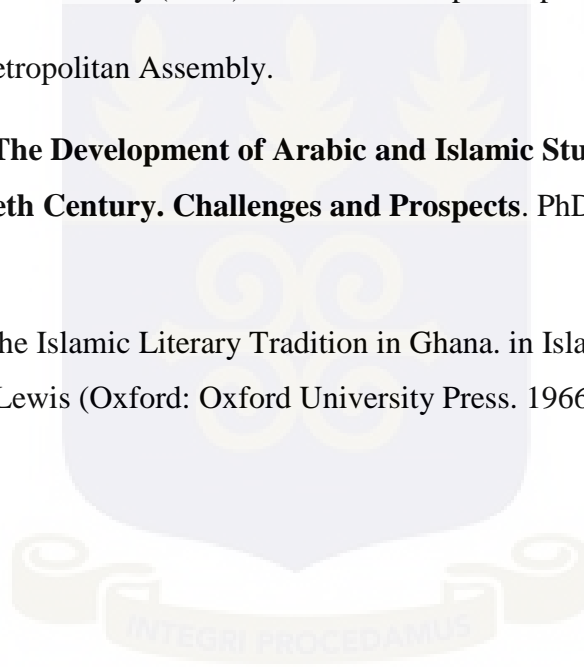 etropolitan Assembly.
The Development of Arabic and Islamic Stu
eth Century. Challenges and Prospects. PhD
he Islamic Literary Tradition in Ghana. in Isla
Lewis (Oxford: Oxford University Press. 1966
INTEGRI PROCEDAMUS